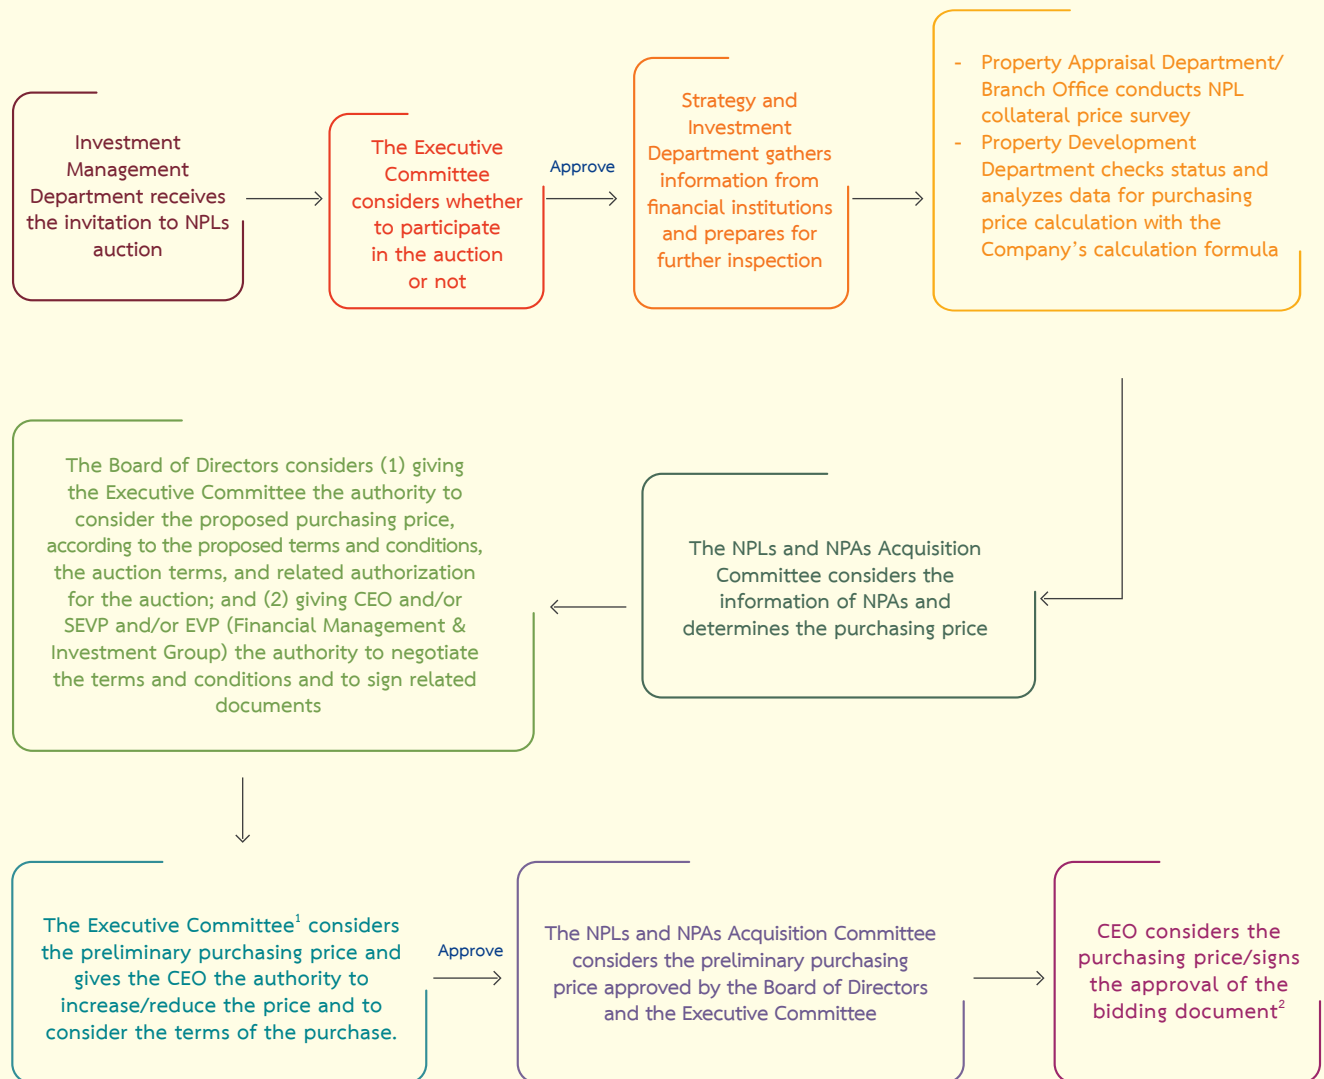 Investment
Management
Department receives
the invitation to NPLs
auction
The Executive
Committee
considers whether
to participate
in the auction
or not
Approve
Strategy and
Investment
Department gathers
information from
financial institutions
and prepares for
further inspection
- Property Appraisal Department/
Branch Office conducts NPL
collateral price survey
- Property Development
Department checks status and
analyzes data for purchasing
price calculation with the
Company’s calculation formula
The NPLs and NPAs Acquisition
Committee considers the
information of NPAs and
determines the purchasing price
The Board of Directors considers (1) giving
the Executive Committee the authority to
consider the proposed purchasing price,
according to the proposed terms and conditions,
the auction terms, and related authorization
for the auction; and (2) giving CEO and/or
SEVP and/or EVP (Financial Management &
Investment Group) the authority to negotiate
the terms and conditions and to sign related
documents
The Executive Committee¹ considers
the preliminary purchasing price and
gives the CEO the authority to
increase/reduce the price and to
consider the terms of the purchase.
Approve
The NPLs and NPAs Acquisition Committee
considers the preliminary purchasing
price approved by the Board of Directors
and the Executive Committee
CEO considers the
purchasing price/signs
the approval of the
bidding document²